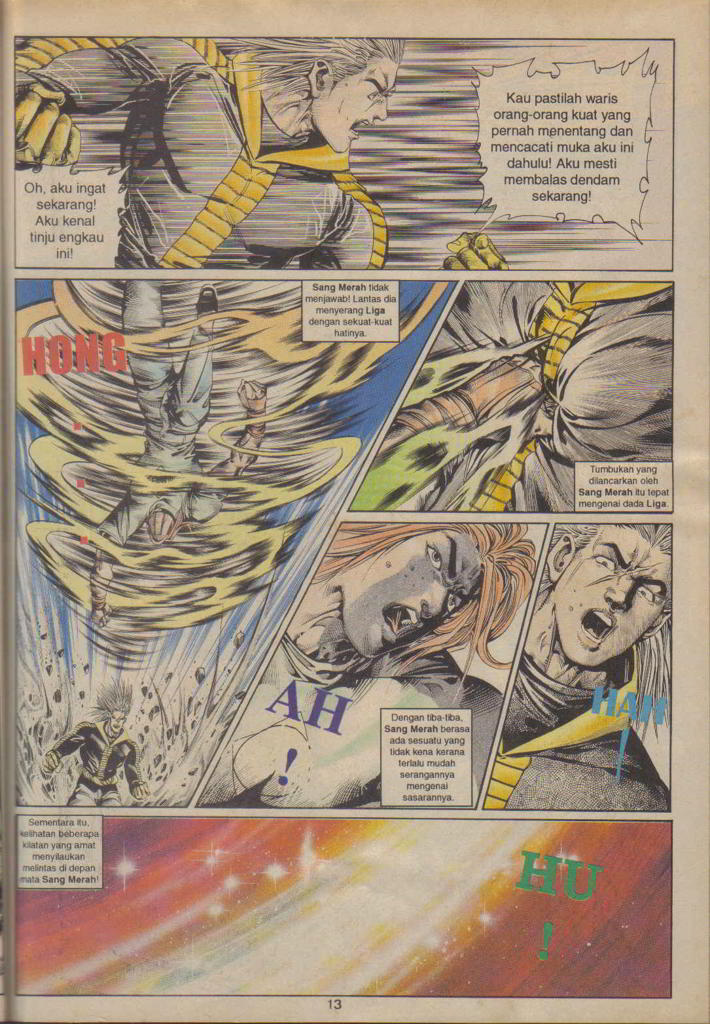 Oh, aku ingat
sekarang!
Aku kenal
tinju engkau
ini!
Kau pastilah waris
orang-orang kuat yang
pernah menentang dan
mencacati muka aku ini
dahulu! Aku mesti
membalas dendam
sekarang!
HONG
Sang Merah tidak
menjawab! Lantas dia
menyerang Liga
dengan sekuat-kuat
hatinya.
Tumbukan yang
dilancarkan oleh
Sang Merah itu tepat
mengenai dada Liga.
AH
!
Dengan tiba-tiba,
Sang Merah berasa
ada sesuatu yang
tidak kena kerana
terlalu mudah
serangannya
mengenai
sasarannya.
HAH
!
Sementara itu,
kelihatan beberapa
kilatan yang amat
menyilaukan
melintas di depan
mata Sang Merah!
HU
!
13